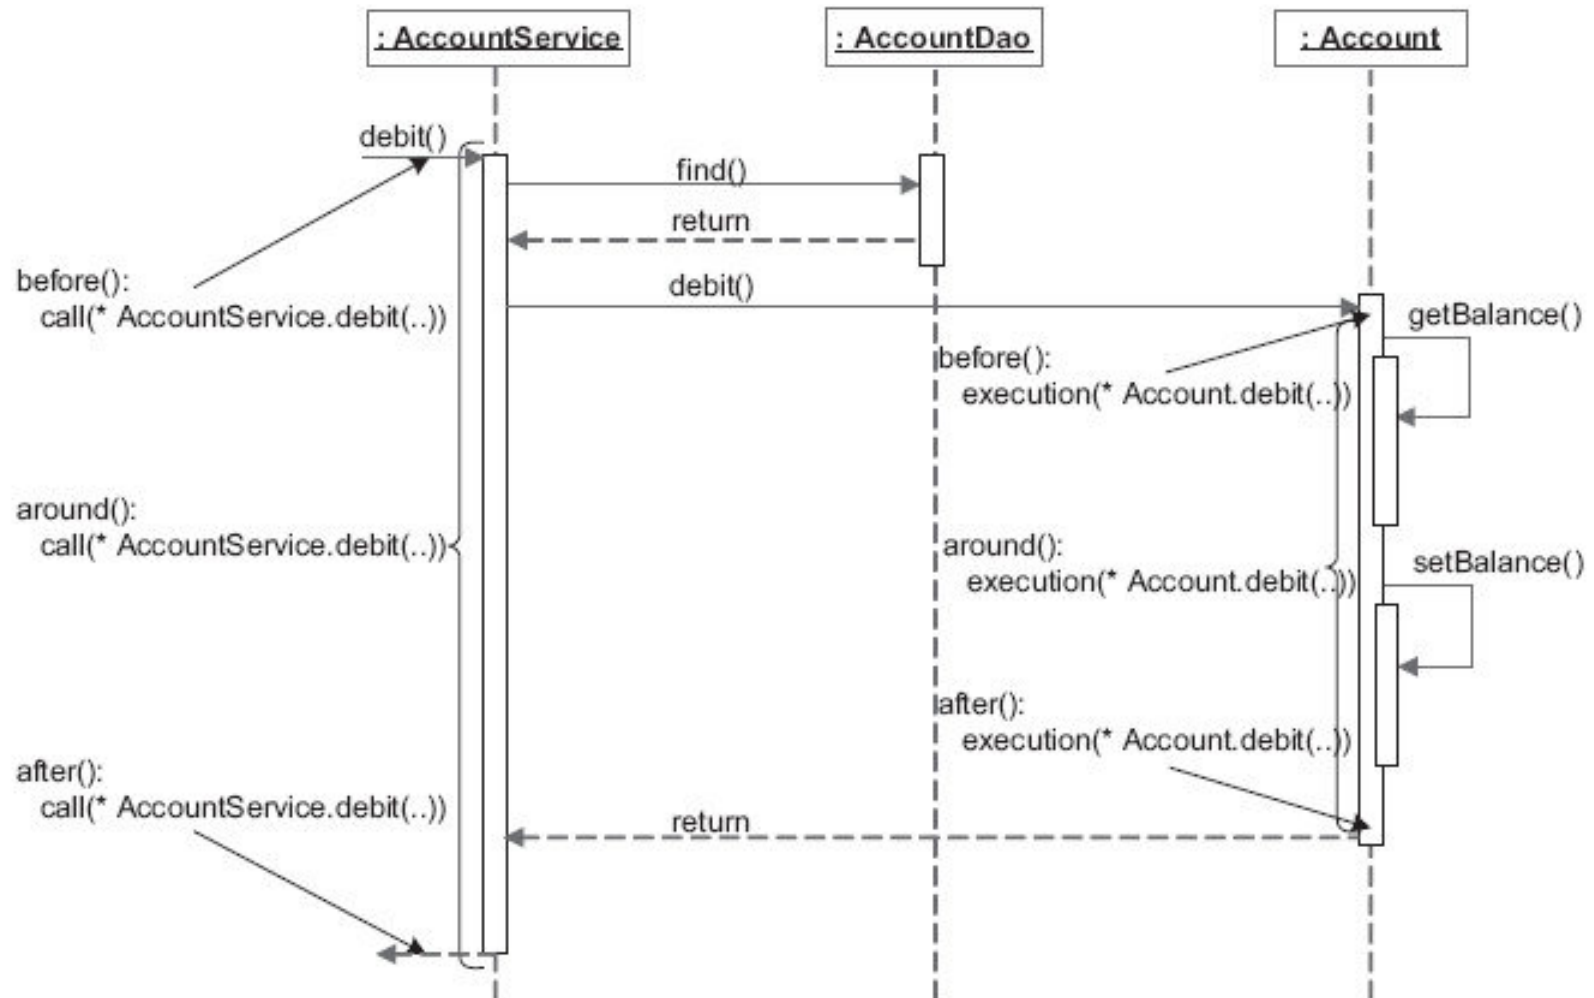 : AccountService
: AccountDao
: Account
debit()
find()
return
before():
call(* AccountService.debit(..))
debit()
getBalance()
before():
execution(* Account.debit(..))
around():
call(* AccountService.debit(..))
around():
execution(* Account.debit(..))
setBalance()
after():
execution(* Account.debit(..))
after():
call(* AccountService.debit(..))
return